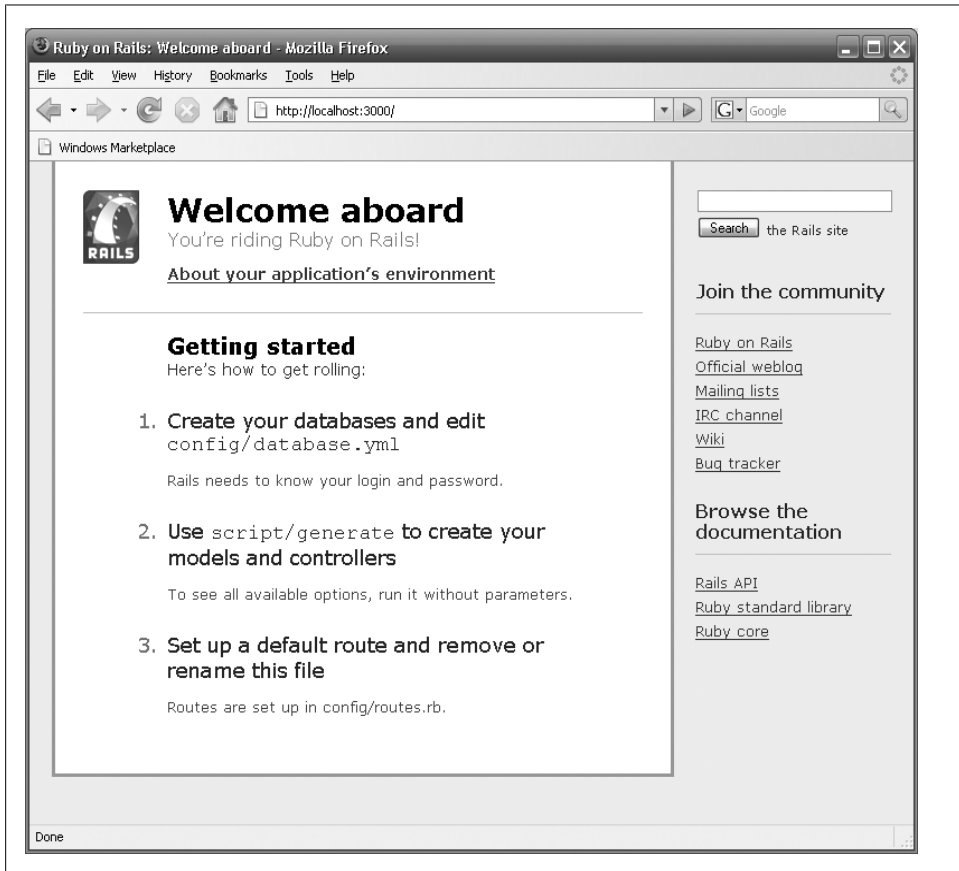 Ruby on Rails: Welcome aboard - Mozilla Firefox
File Edit View History Bookmarks Tools Help
http://localhost:3000/
G Google
Windows Marketplace
RAILS
Welcome aboard
You're riding Ruby on Rails!
About your application's environment
Getting started
Here's how to get rolling:
1. Create your databases and edit
config/database.yml
Rails needs to know your login and password.
2. Use script/generate to create your
models and controllers
To see all available options, run it without parameters.
3. Set up a default route and remove or
rename this file
Routes are set up in config/routes.rb.
Search the Rails site
Join the community
Ruby on Rails
Official weblog
Mailing lists
IRC channel
Wiki
Bug tracker
Browse the
documentation
Rails API
Ruby standard library
Ruby core
Done